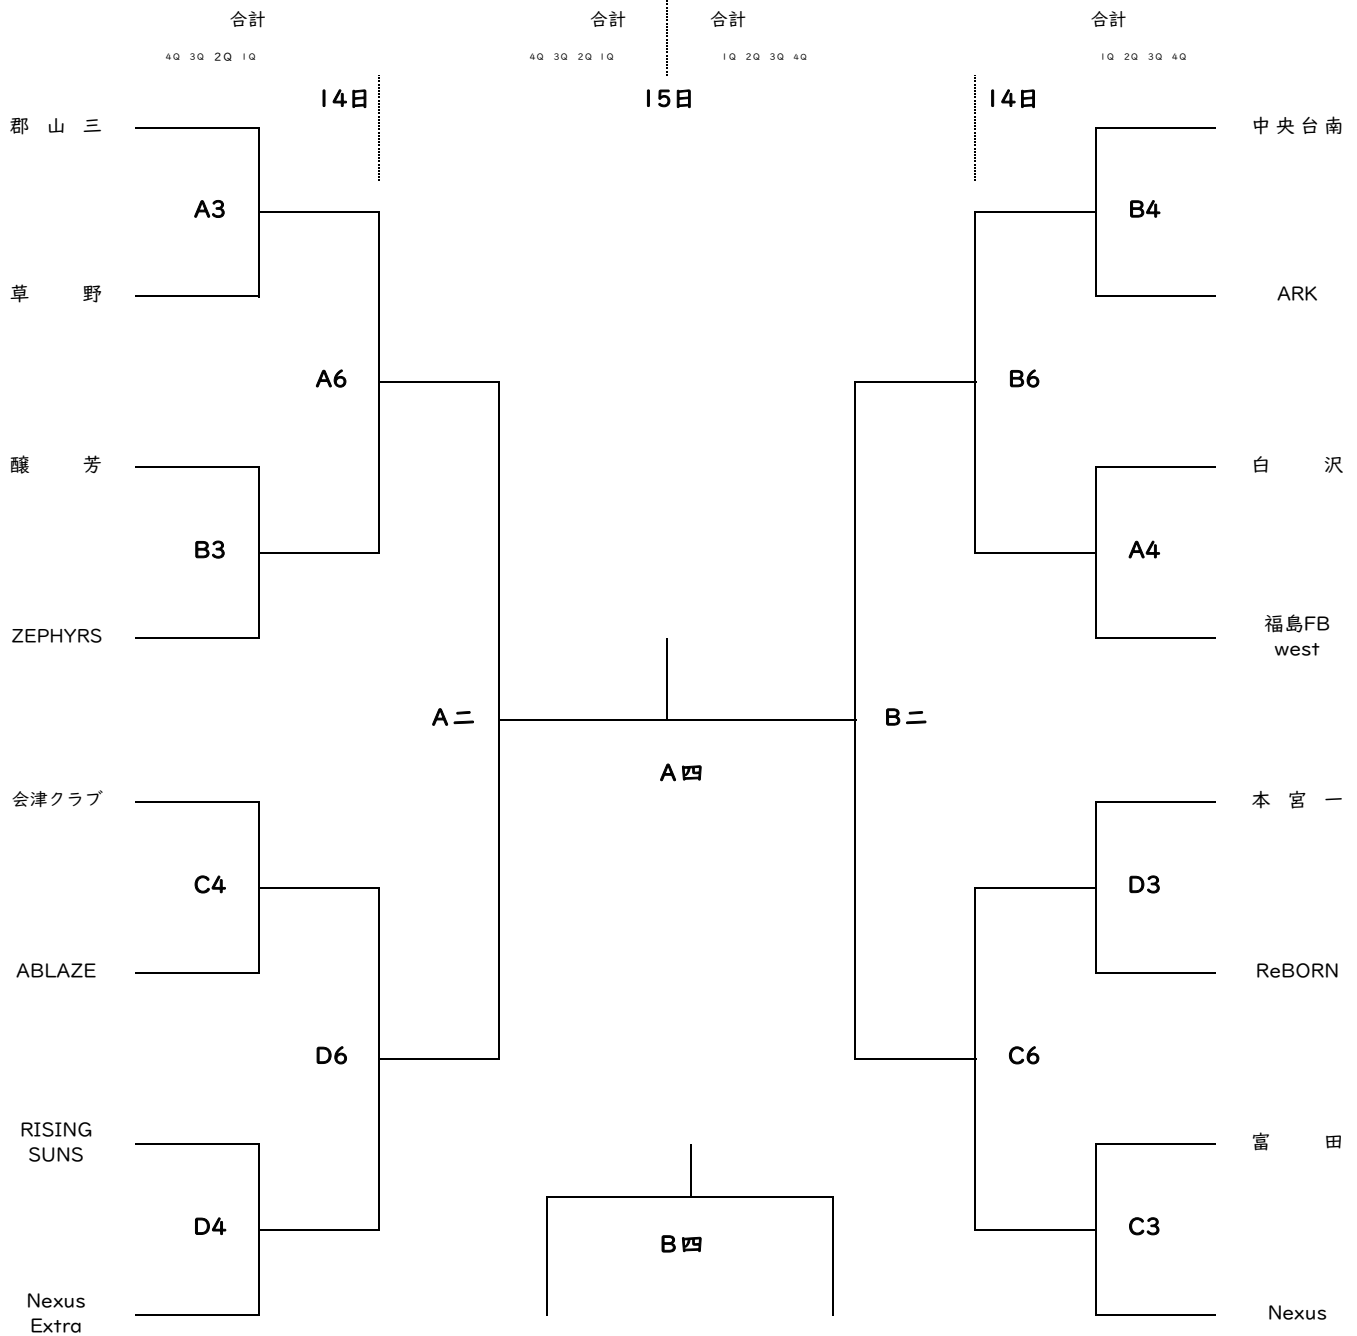 合計 合計 合計 合計
4Q 3Q 2Q 1Q 4Q 3Q 2Q 1Q 1Q 2Q 3Q 4Q 1Q 2Q 3Q 4Q
14日 15日 14日
郡山三 中央台南
A3 B4
草野 ARK
A6 B6
醸芳 白沢
B3 A4
ZEPHYRS 福島FB
west
A二 B二
A四
会津クラブ 本宮一
C4 D3
ABLAZE ReBORN
D6 C6
RISING
SUNS 富田
D4 C3
B四
Nexus
Extra Nexus